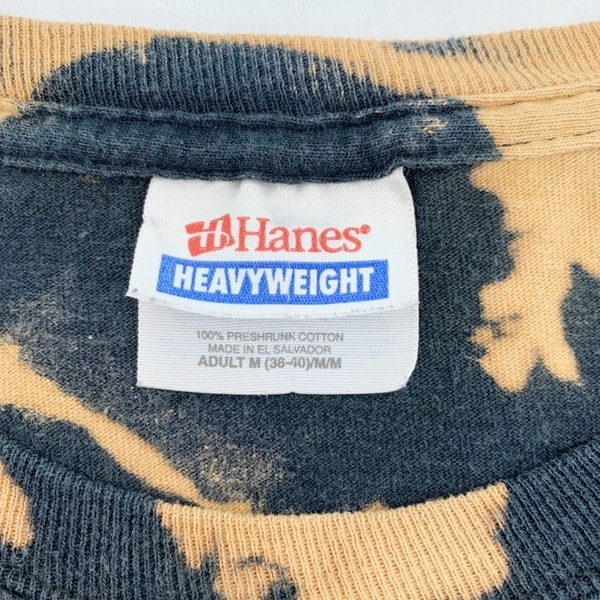 Hanes®
HEAVYWEIGHT
100% PRESHRUNK COTTON
MADE IN EL SALVADOR
ADULT M (38-40)/M/M